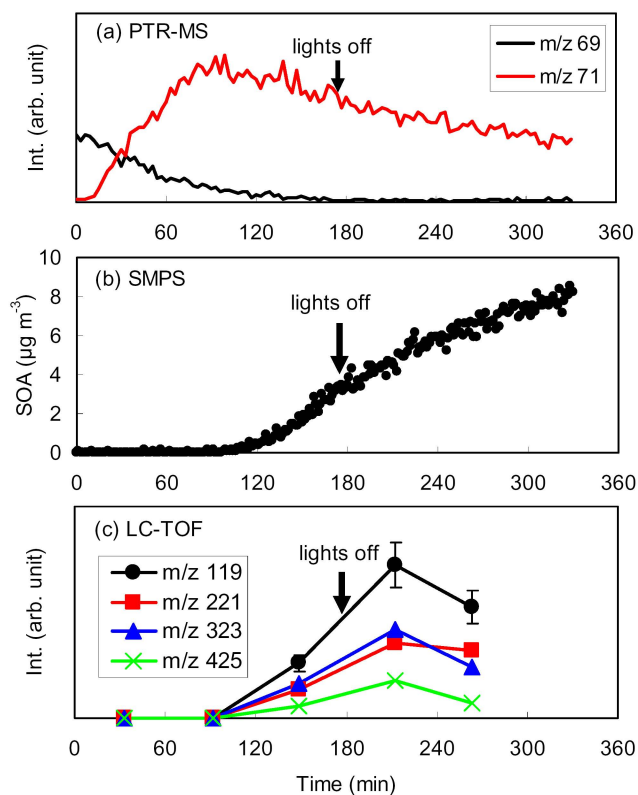 (a) PTR-MS
lights off
m/z 69
m/z 71
Int. (arb. unit)
0 60 120 180 240 300 360
(b) SMPS
lights off
10
8
6
4
2
0
SOA (µg m-3)
0 60 120 180 240 300 360
(c) LC-TOF
lights off
m/z 119
m/z 221
m/z 323
m/z 425
Int. (arb. unit)
0 60 120 180 240 300 360
Time (min)